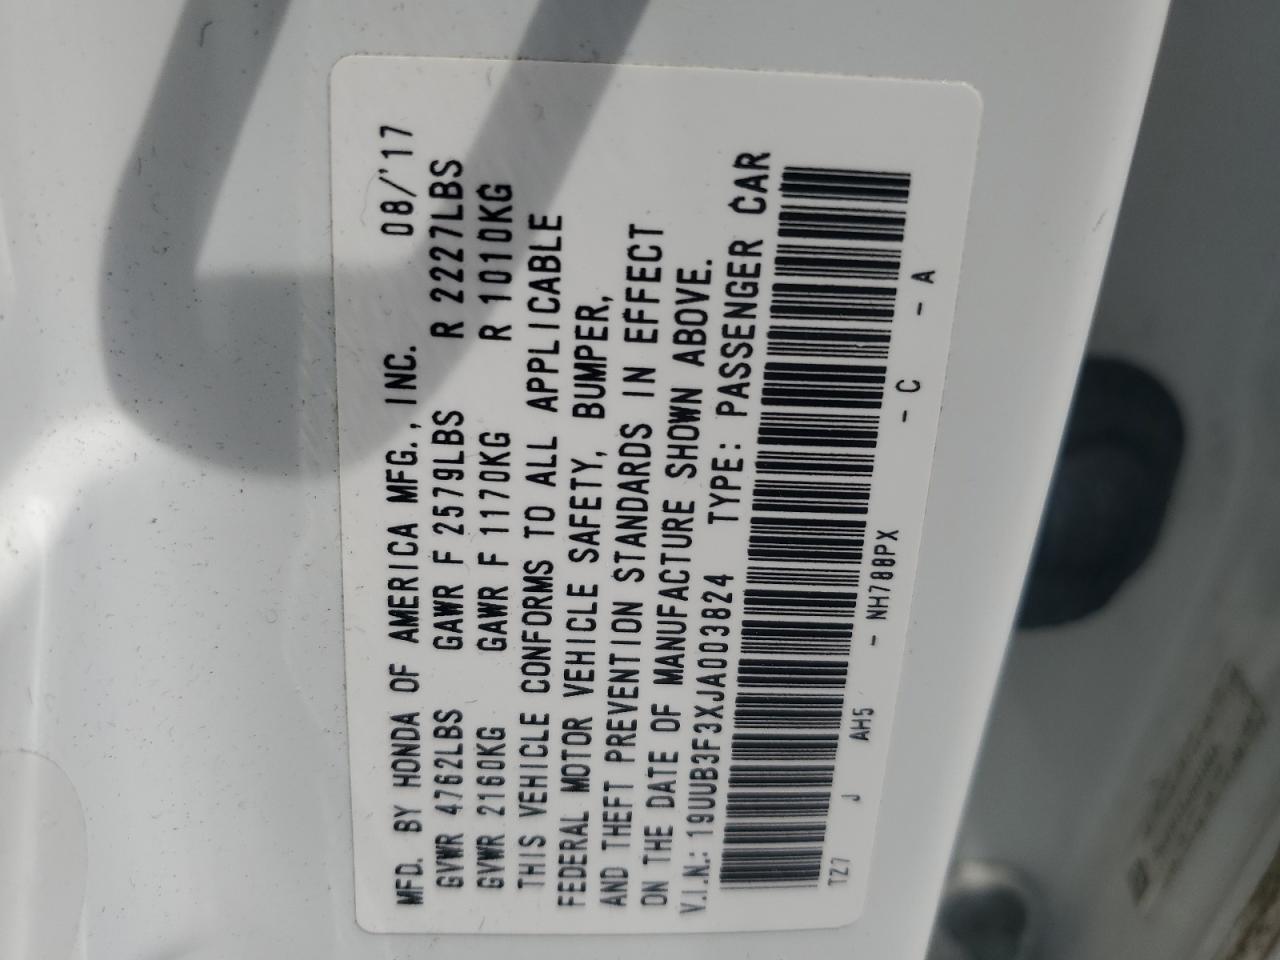 MFD. BY HONDA OF AMERICA MFG., INC. 08/'17
GVWR 4762LBS GAWR F 2579LBS R 2227LBS
GVWR 2160KG GAWR F 1170KG R 1010KG
THIS VEHICLE CONFORMS TO ALL APPLICABLE
FEDERAL MOTOR VEHICLE SAFETY, BUMPER,
AND THEFT PREVENTION STANDARDS IN EFFECT
ON THE DATE OF MANUFACTURE SHOWN ABOVE.
V.I.N.: 19UUB3F3XJA003824 TYPE: PASSENGER CAR
TZ7 J AH5 - NH788PX - C - A